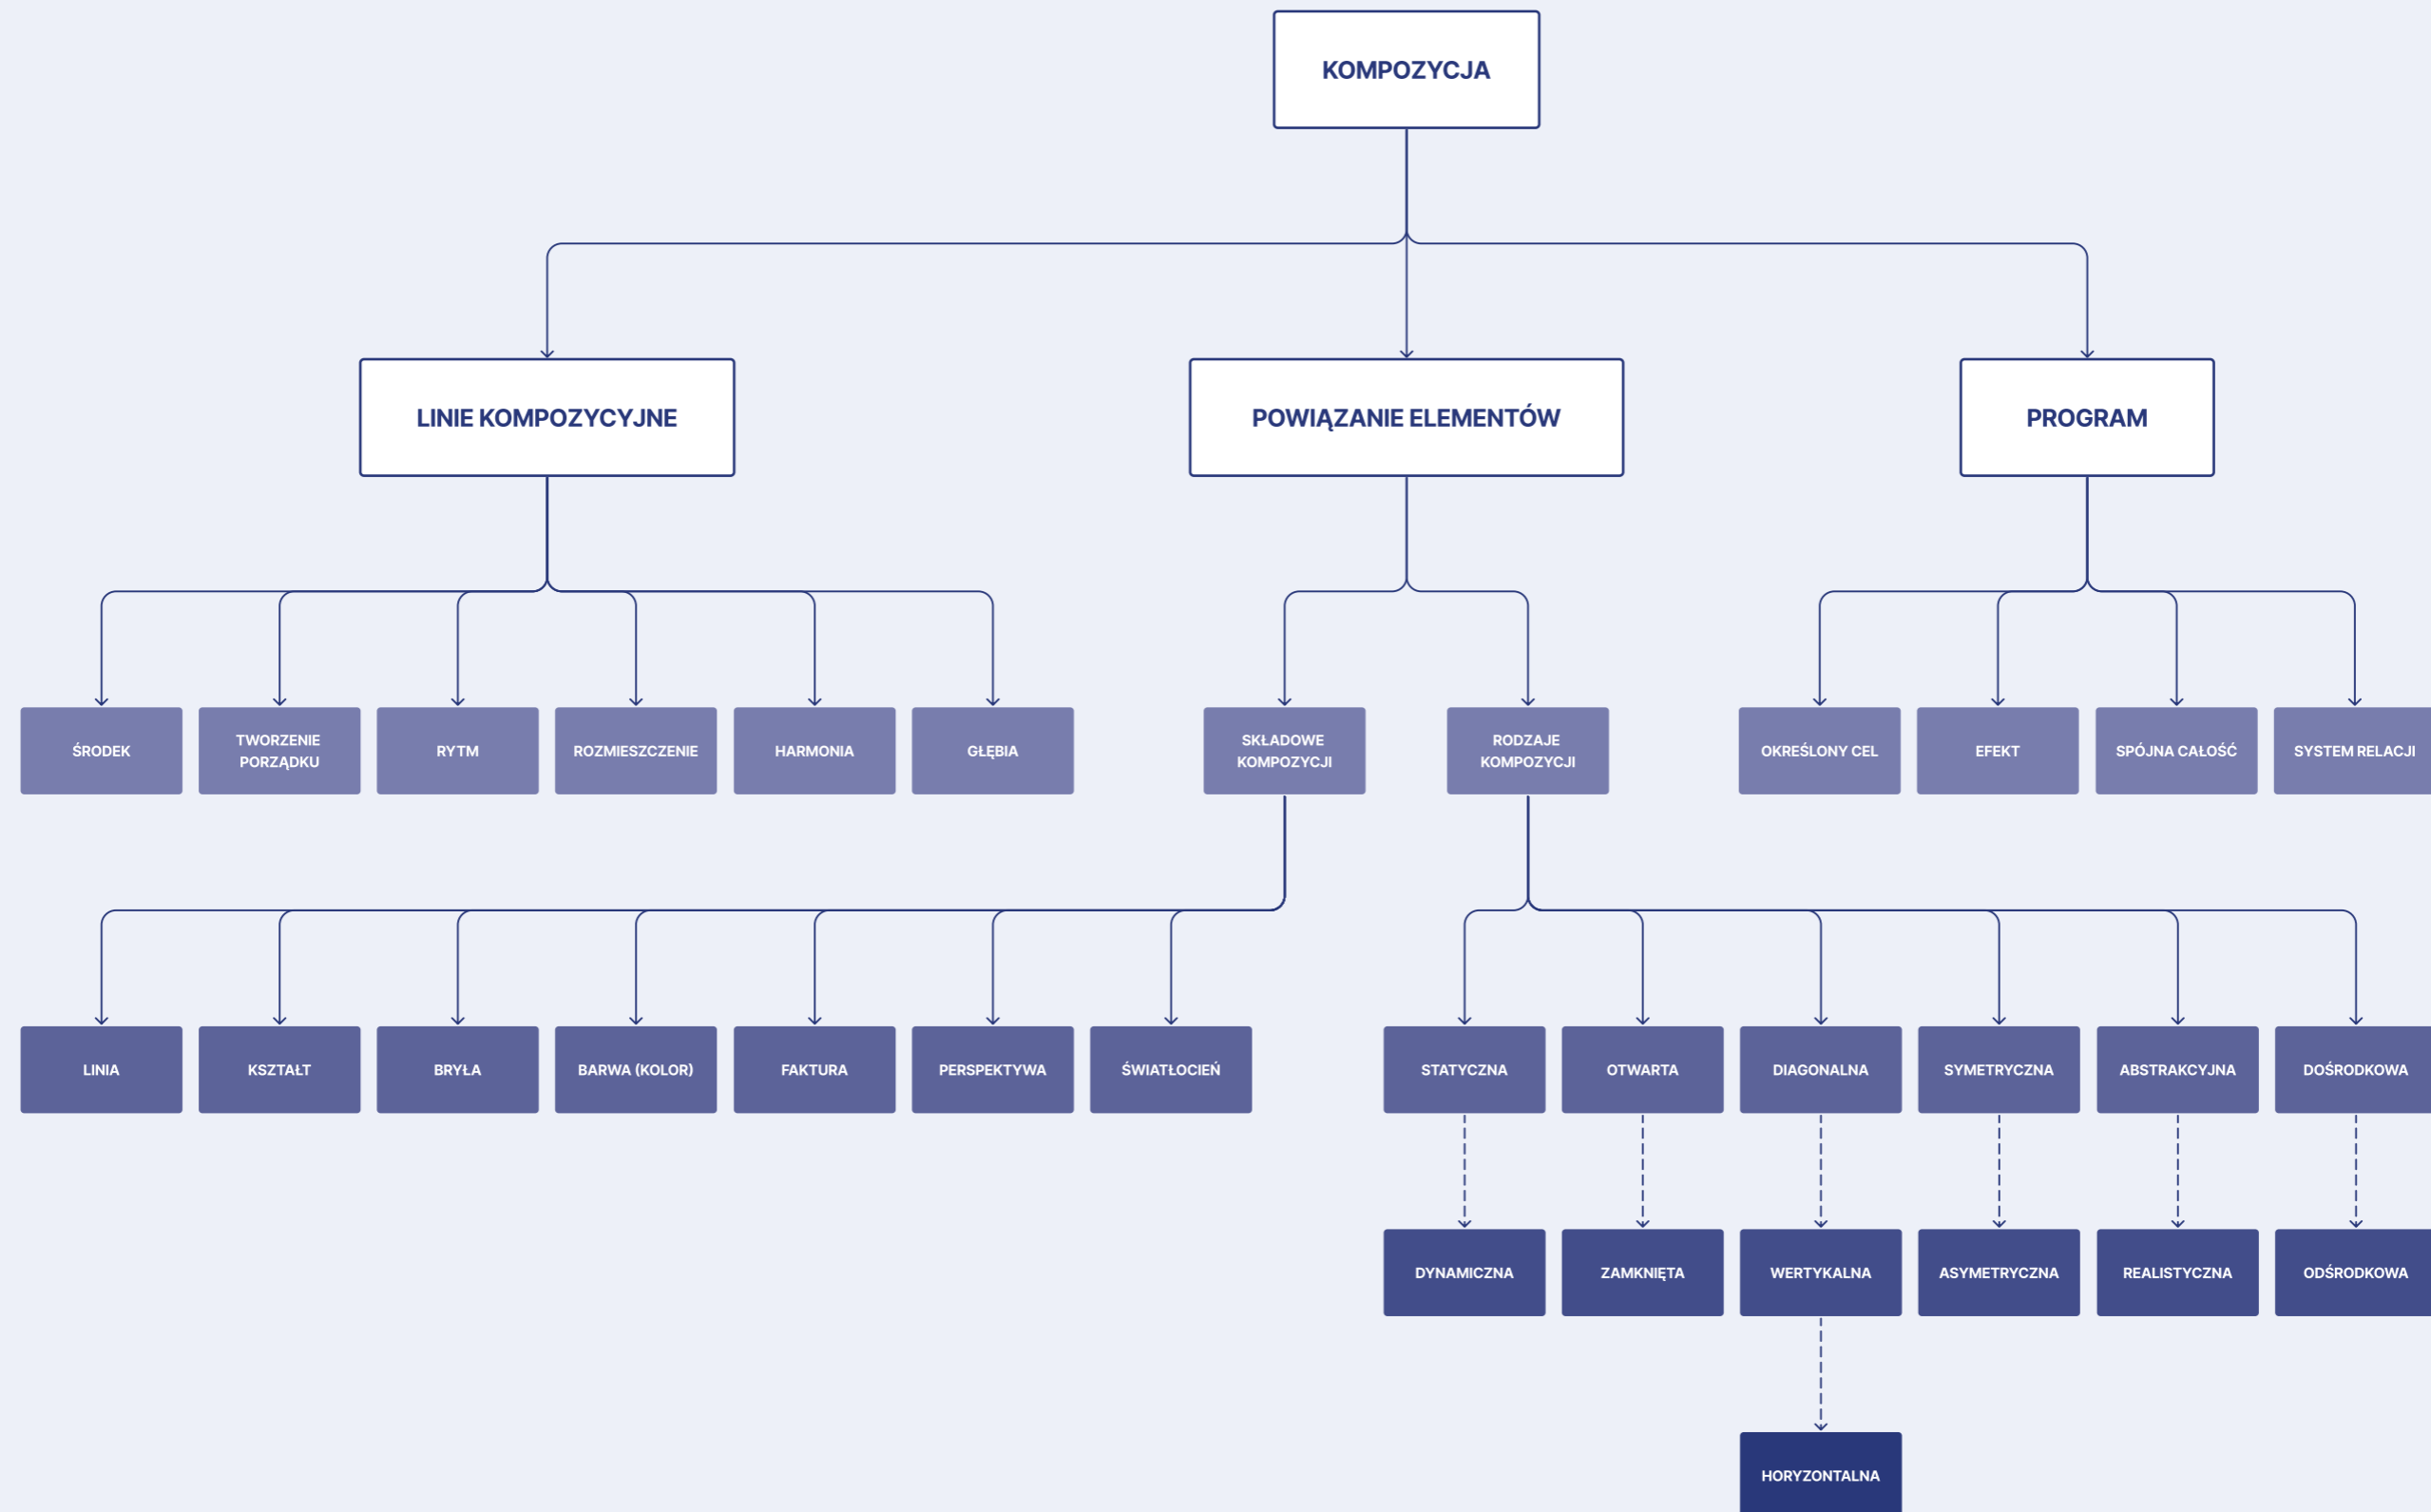 KOMPOZYCJA
LINIE KOMPOZYCYJNE
POWIĄZANIE ELEMENTÓW
PROGRAM
ŚRODEK
TWORZENIE
PORZĄDKU
RYTM
ROZMIESZCZENIE
HARMONIA
GŁĘBIA
SKŁADOWE
KOMPOZYCJI
RODZAJE
KOMPOZYCJI
OKREŚLONY CEL
EFEKT
SPÓJNA CAŁOŚĆ
SYSTEM RELACJI
LINIA
KSZTAŁT
BRYŁA
BARWA (KOLOR)
FAKTURA
PERSPEKTYWA
ŚWIATŁOCIEŃ
STATYCZNA
OTWARTA
DIAGONALNA
SYMETRYCZNA
ABSTRAKCYJNA
DOŚRODKOWA
DYNAMICZNA
ZAMKNIĘTA
WERTYKALNA
ASYMETRYCZNA
REALISTYCZNA
ODŚRODKOWA
HORYZONTALNA